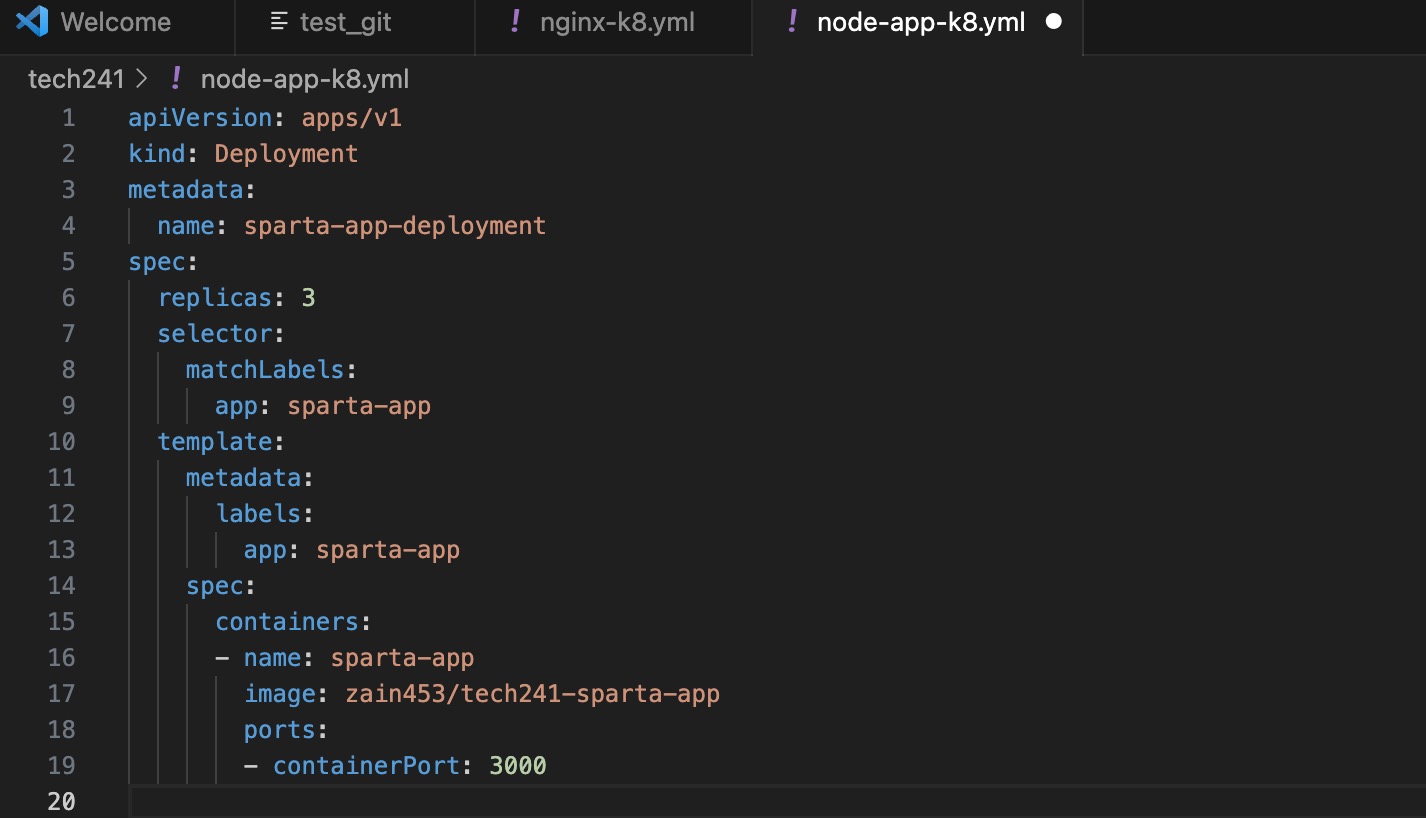 Welcome test_git ! nginx-k8.yml ! node-app-k8.yml ●
tech241 > ! node-app-k8.yml
1 apiVersion: apps/v1
2 kind: Deployment
3 metadata:
4   name: sparta-app-deployment
5 spec:
6   replicas: 3
7   selector:
8     matchLabels:
9       app: sparta-app
10   template:
11     metadata:
12       labels:
13         app: sparta-app
14     spec:
15       containers:
16       - name: sparta-app
17         image: zain453/tech241-sparta-app
18         ports:
19         - containerPort: 3000
20